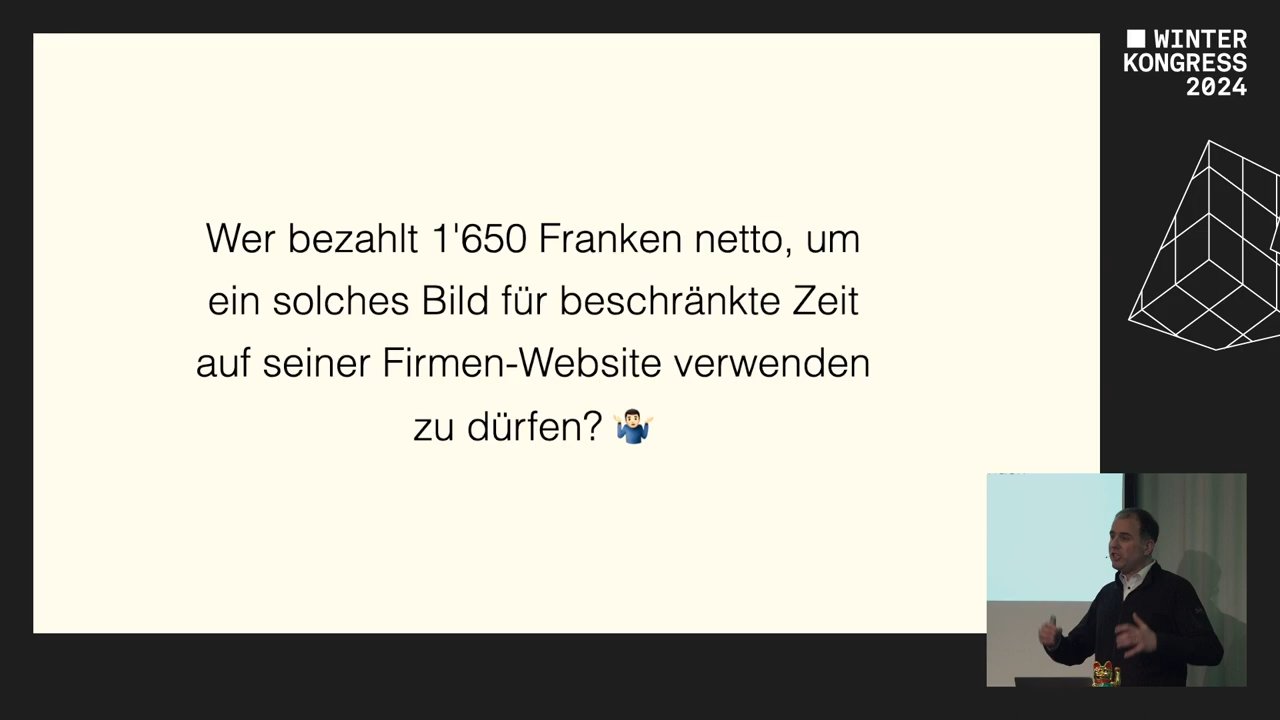 WINTER
KONGRESS
2024
Wer bezahlt 1'650 Franken netto, um
ein solches Bild für beschränkte Zeit
auf seiner Firmen-Website verwenden
zu dürfen? 🤷🏻‍♂️